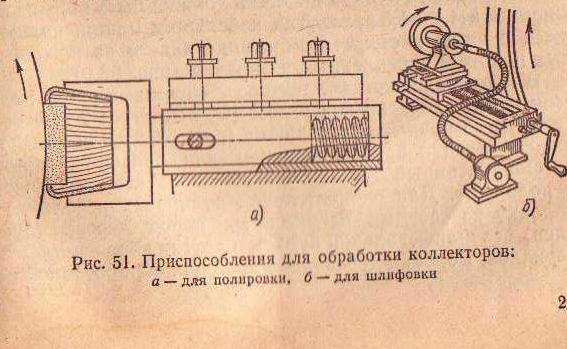 а)
б)
Рис. 51. Приспособления для обработки коллекторов:
а — для полировки, б — для шлифовки
2